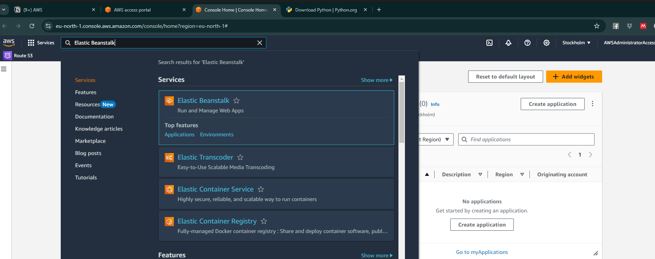 (9+) AWS
AWS access portal
Console Home | Console Home
Download Python | Python.org
eu-north-1.console.aws.amazon.com/console/home?region=eu-north-1#
aws
Services
Elastic Beanstalk
Stockholm
AWSAdministratorAccess
Route 53
Search results for 'Elastic Beanstalk'
Services
Features
Resources New
Documentation
Knowledge articles
Marketplace
Blog posts
Events
Tutorials
Services
Show more
Elastic Beanstalk
Run and Manage Web Apps
Top features
Applications Environments
Elastic Transcoder
Easy-to-Use Scalable Media Transcoding
Elastic Container Service
Highly secure, reliable, and scalable way to run containers
Elastic Container Registry
Fully-managed Docker container registry : Share and deploy container software, publ...
Features
Show more
Reset to default layout
Add widgets
(0) Info
Create application
Region)
Find applications
1
Description
Region
Originating account
No applications
Get started by creating an application.
Create application
Go to myApplications